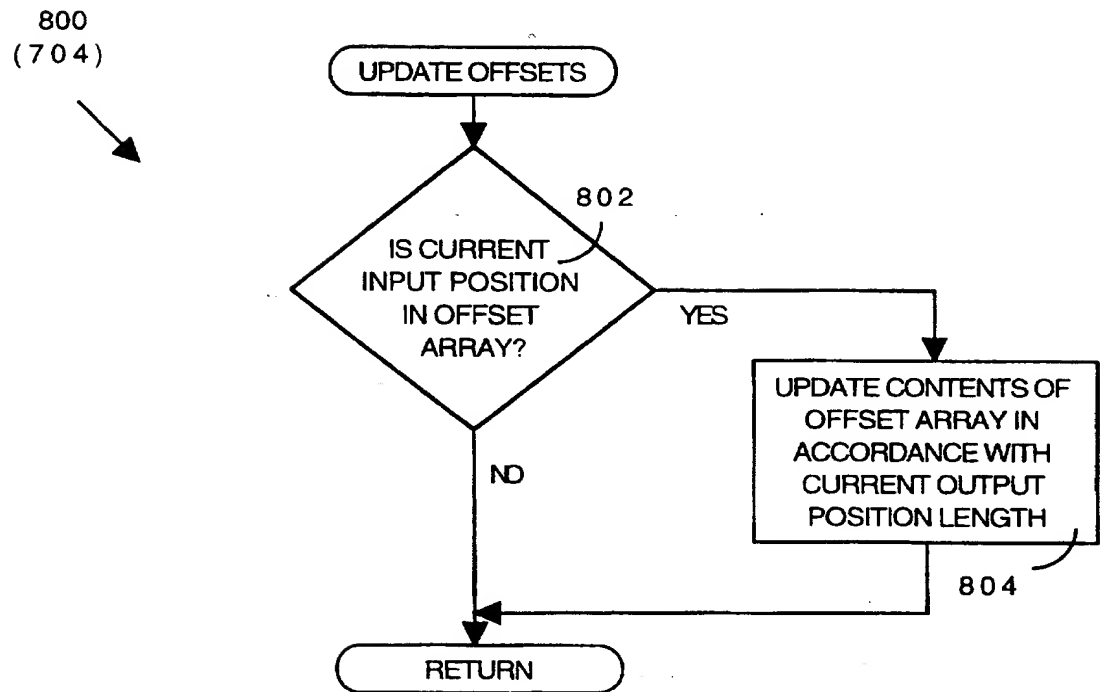 800
(704)
UPDATE OFFSETS
802
IS CURRENT
INPUT POSITION
IN OFFSET
ARRAY?
YES
UPDATE CONTENTS OF
OFFSET ARRAY IN
ACCORDANCE WITH
CURRENT OUTPUT
POSITION LENGTH
NO
804
RETURN